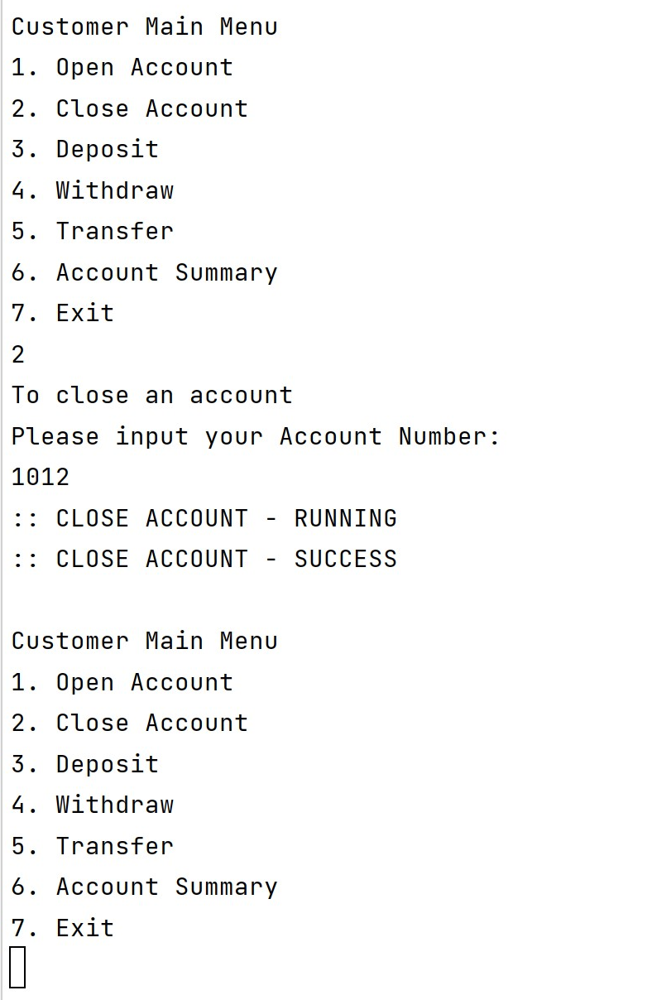 Customer Main Menu
1. Open Account
2. Close Account
3. Deposit
4. Withdraw
5. Transfer
6. Account Summary
7. Exit
2
To close an account
Please input your Account Number:
1012
:: CLOSE ACCOUNT - RUNNING
:: CLOSE ACCOUNT - SUCCESS

Customer Main Menu
1. Open Account
2. Close Account
3. Deposit
4. Withdraw
5. Transfer
6. Account Summary
7. Exit